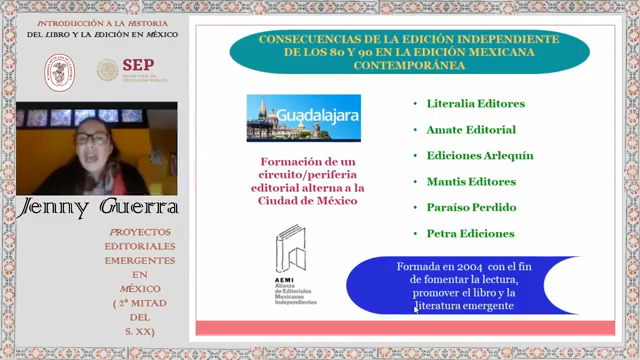 INTRODUCCIÓN A LA HISTORIA
DEL LIBRO Y LA EDICIÓN EN MÉXICO
SEP
SECRETARÍA DE
EDUCACIÓN PÚBLICA
Jenny Guerra
PROYECTOS
EDITORIALES
EMERGENTES
EN
MÉXICO
( 2ª MITAD
DEL
S. XX)
CONSECUENCIAS DE LA EDICIÓN INDEPENDIENTE
DE LOS 80 Y 90 EN LA EDICIÓN MEXICANA
CONTEMPORÁNEA
Guadalajara
Formación de un
circuito/periferia
editorial alterna a la
Ciudad de México
• Literalia Editores
• Amate Editorial
• Ediciones Arlequín
• Mantis Editores
• Paraíso Perdido
• Petra Ediciones
AEMI
Alianza
de Editoriales
Mexicanas
Independientes
Formada en 2004 con el fin
de fomentar la lectura,
promover el libro y la
literatura emergente